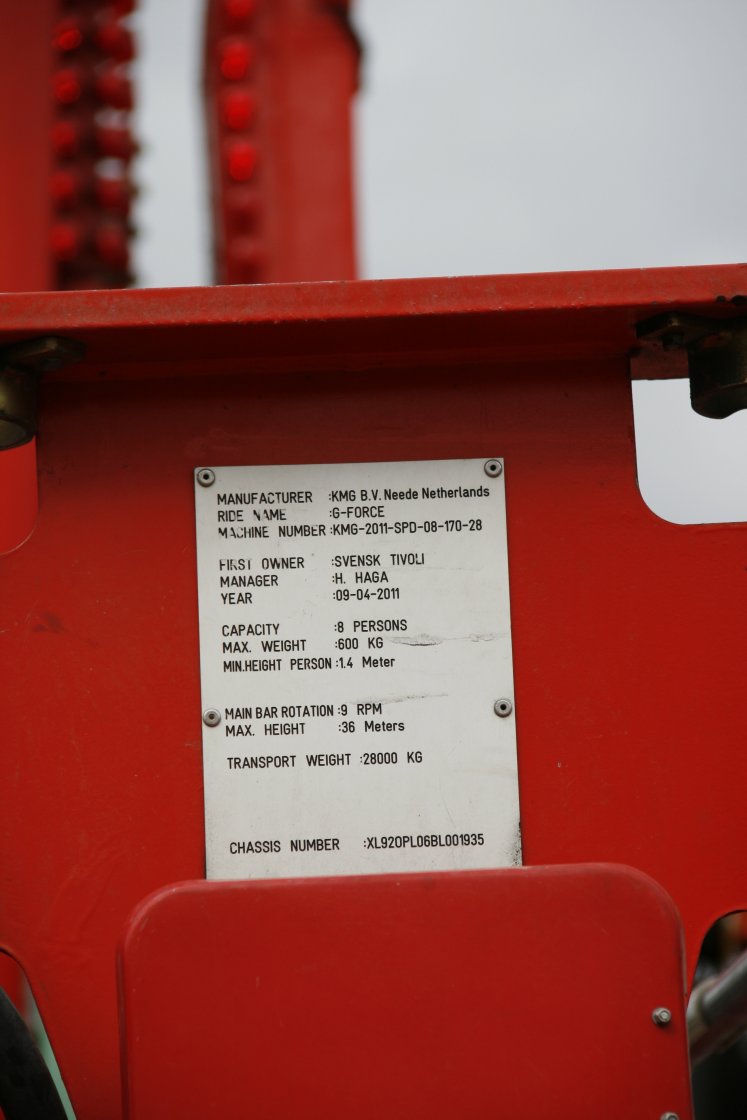 MANUFACTURER :KMG B.V. Neede Netherlands
RIDE NAME :G-FORCE
MACHINE NUMBER :KMG-2011-SPD-08-170-28
FIRST OWNER :SVENSK TIVOLI
MANAGER :H. HAGA
YEAR :09-04-2011
CAPACITY :8 PERSONS
MAX. WEIGHT :600 KG
MIN.HEIGHT PERSON :1.4 Meter
MAIN BAR ROTATION :9 RPM
MAX. HEIGHT :36 Meters
TRANSPORT WEIGHT :28000 KG
CHASSIS NUMBER :XL920PL06BL001935